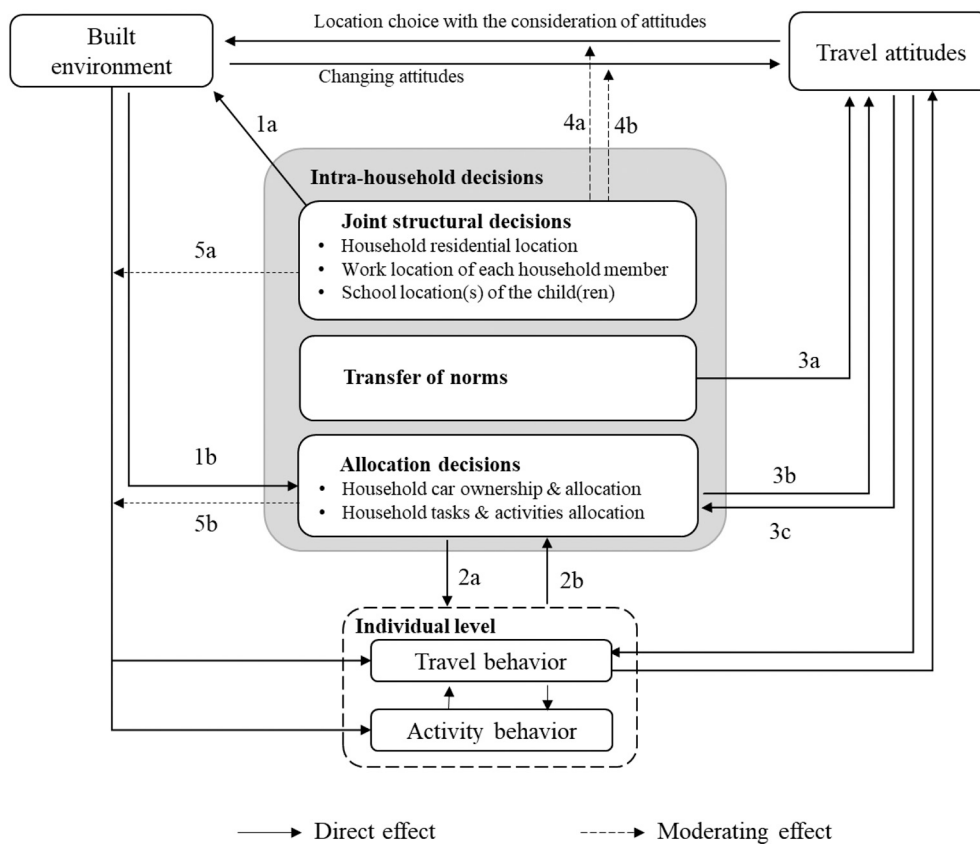 Location choice with the consideration of attitudes
Built
environment
Travel attitudes
Changing attitudes
1a
4a
4b
Intra-household decisions
Joint structural decisions
• Household residential location
• Work location of each household member
• School location(s) of the child(ren)
5a
Transfer of norms
3a
1b
Allocation decisions
• Household car ownership & allocation
• Household tasks & activities allocation
3b
5b
3c
2a
2b
Individual level
Travel behavior
Activity behavior
Direct effect
Moderating effect